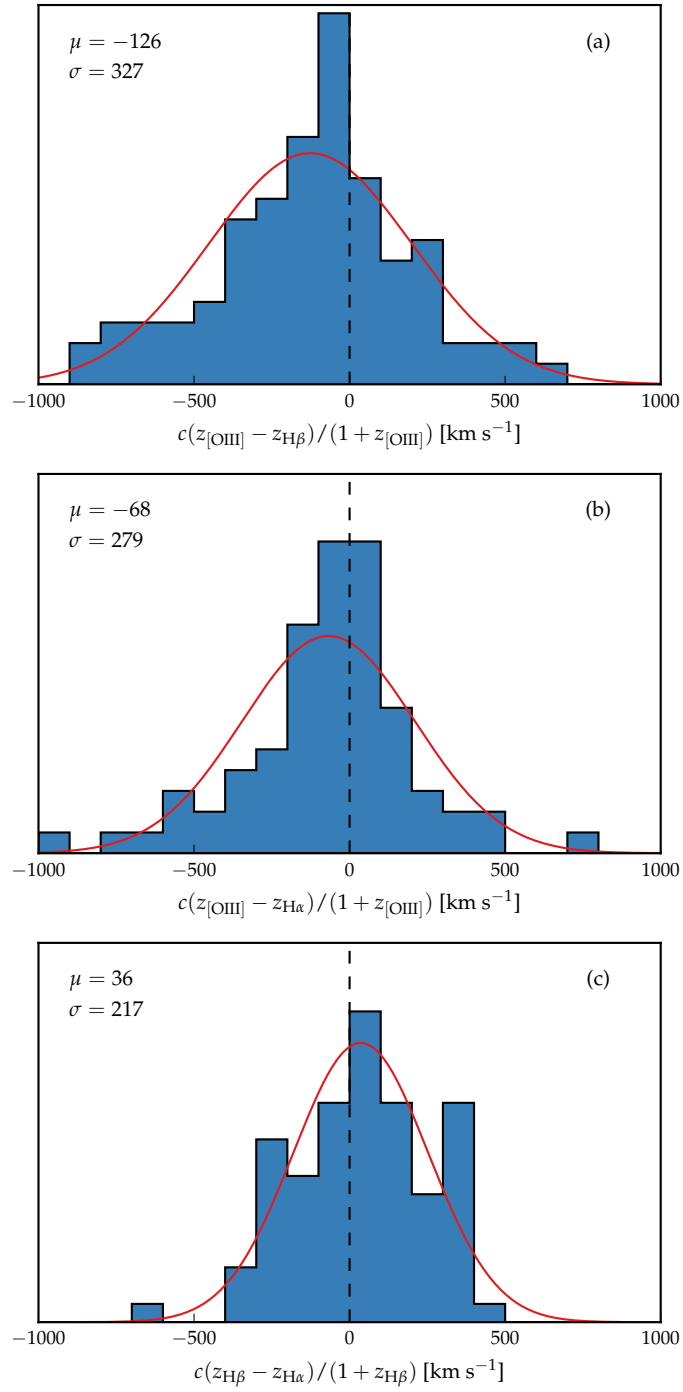 μ = −126
(a)
σ = 327
−1000 −500 0 500 1000
c(z[OIII] − zHβ)/(1 + z[OIII]) [km s−1]
μ = −68
(b)
σ = 279
−1000 −500 0 500 1000
c(z[OIII] − zHα)/(1 + z[OIII]) [km s−1]
μ = 36
(c)
σ = 217
−1000 −500 0 500 1000
c(zHβ − zHα)/(1 + zHβ) [km s−1]